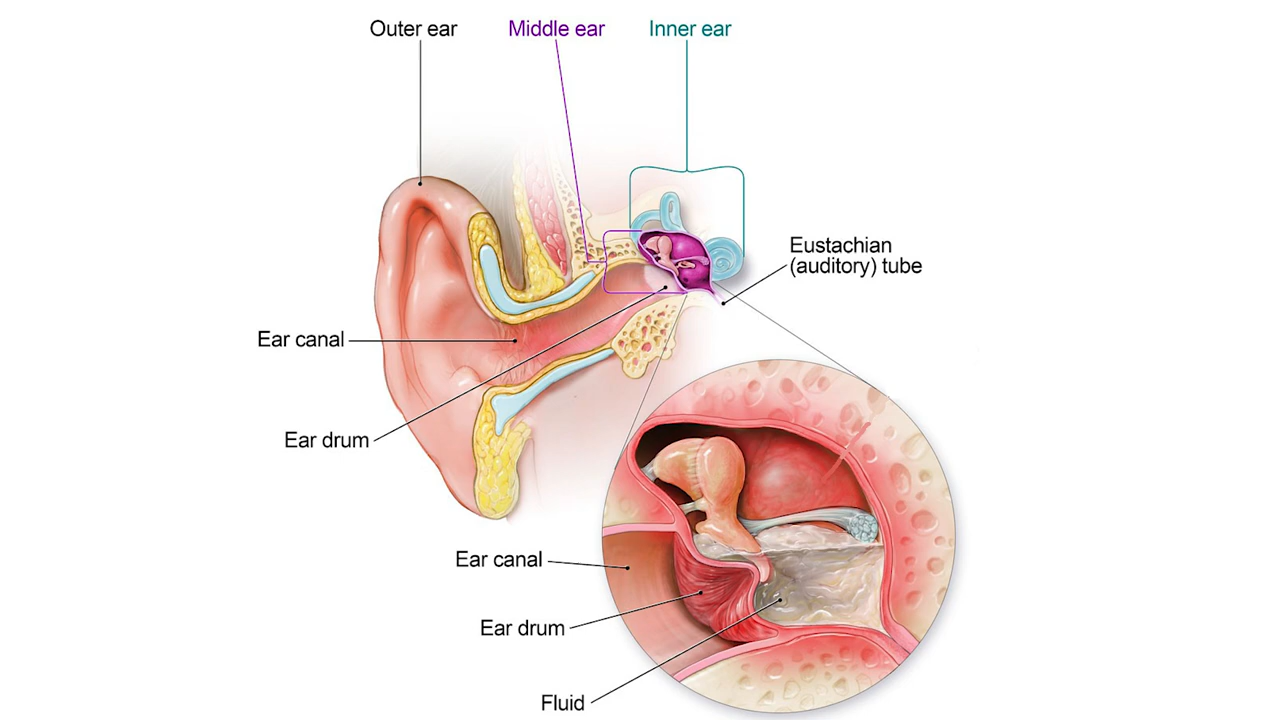 Outer ear
Middle ear
Inner ear
Eustachian
(auditory) tube
Ear canal
Ear drum
Ear canal
Ear drum
Fluid